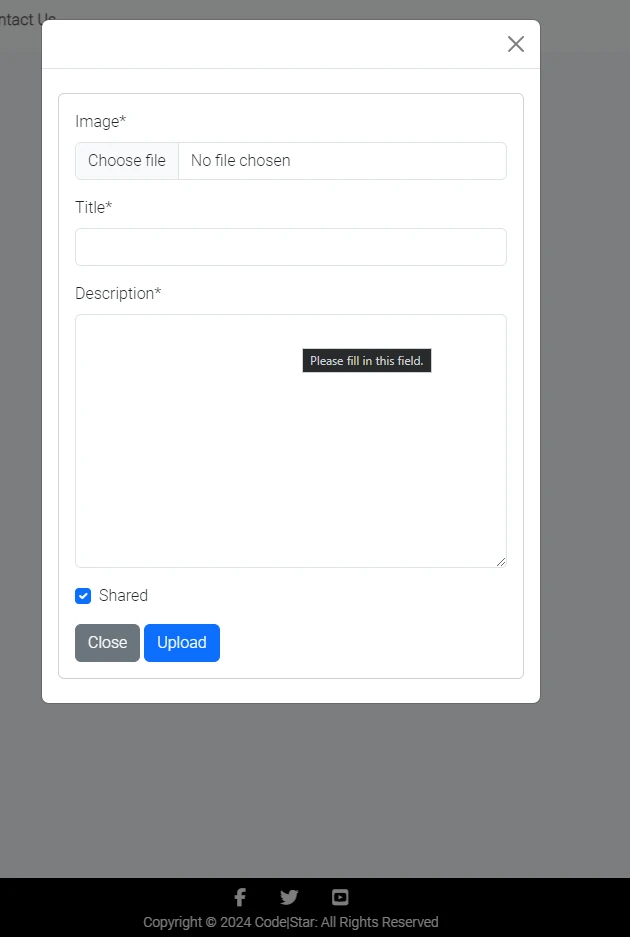 ntact Us
Image*
Choose file No file chosen
Title*
Description*
Please fill in this field.
Shared
Close Upload
Copyright © 2024 Code|Star: All Rights Reserved